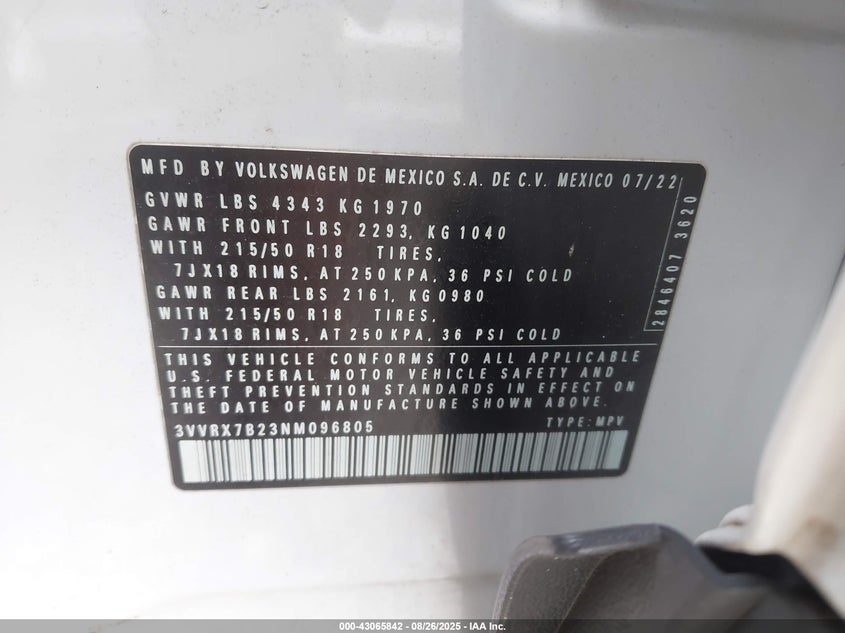 MFD BY VOLKSWAGEN DE MEXICO S.A. DE C.V. MEXICO 07/22
GVWR LBS 4343 KG 1970
GAWR FRONT LBS 2293, KG 1040
WITH 215/50 R18 TIRES,
7JX18 RIMS, AT 250 KPA, 36 PSI COLD
GAWR REAR LBS 2161, KG 0980
WITH 215/50 R18 TIRES,
7JX18 RIMS, AT 250 KPA, 36 PSI COLD
THIS VEHICLE CONFORMS TO ALL APPLICABLE
U.S. FEDERAL MOTOR VEHICLE SAFETY AND
THEFT PREVENTION STANDARDS IN EFFECT ON
THE DATE OF MANUFACTURE SHOWN ABOVE.
3VVRX7B23NM096805 TYPE: MPV
2846407 3620
000-43065842 - 08/26/2025 - IAA Inc.